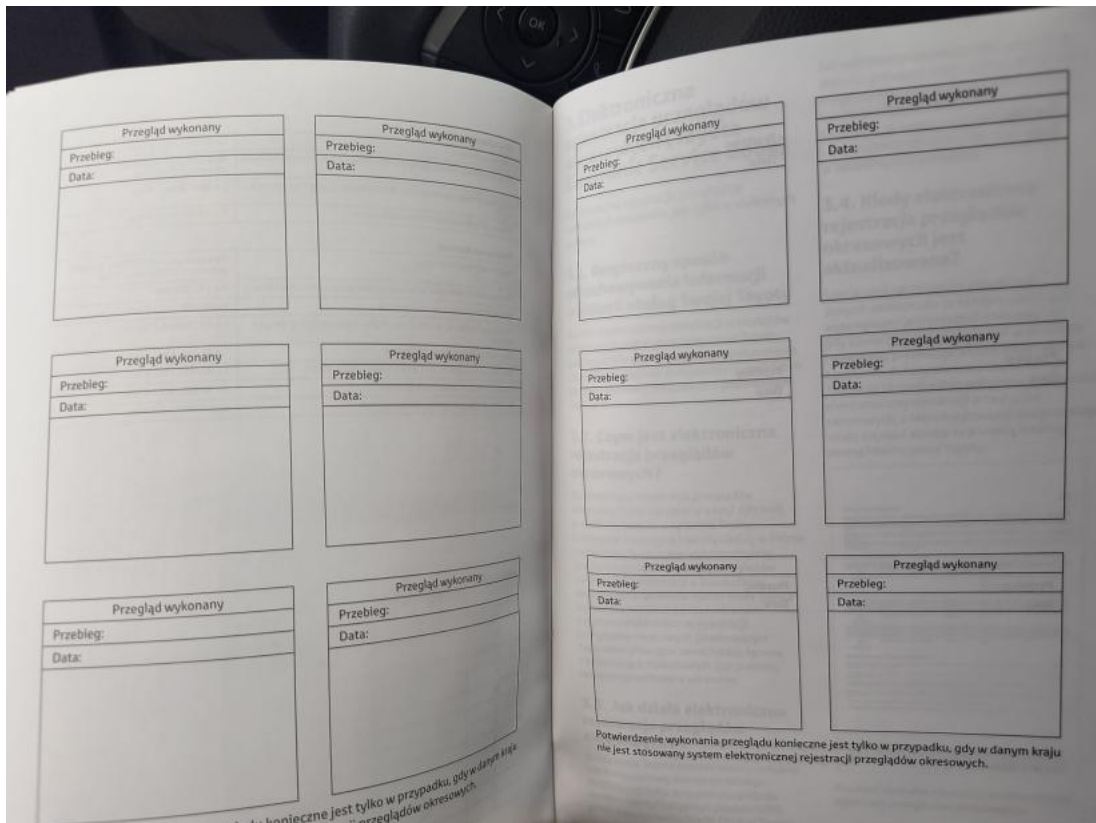 OK
Przegląd wykonany
Przebieg:
Data:
Przegląd wykonany
Przebieg:
Data:
Przegląd wykonany
Przebieg:
Data:
Przegląd wykonany
Przebieg:
Data:
Przegląd wykonany
Przebieg:
Data:
Przegląd wykonany
Przebieg:
Data:
konieczne jest tylko w przypadku, gdy w danym kraju
przeglądów okresowych.
Przegląd wykonany
Przebieg:
Data:
Przegląd wykonany
Przebieg:
Data:
Przegląd wykonany
Przebieg:
Data:
Przegląd wykonany
Przebieg:
Data:
Przegląd wykonany
Przebieg:
Data:
Przegląd wykonany
Przebieg:
Data:
Potwierdzenie wykonania przeglądu konieczne jest tylko w przypadku, gdy w danym kraju
nie jest stosowany system elektronicznej rejestracji przeglądów okresowych.